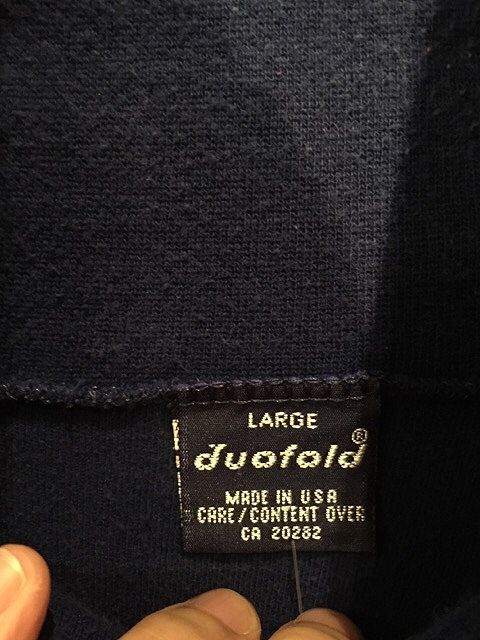 LARGE
duofold®
MADE IN USA
CARE/CONTENT OVER
CA 20282